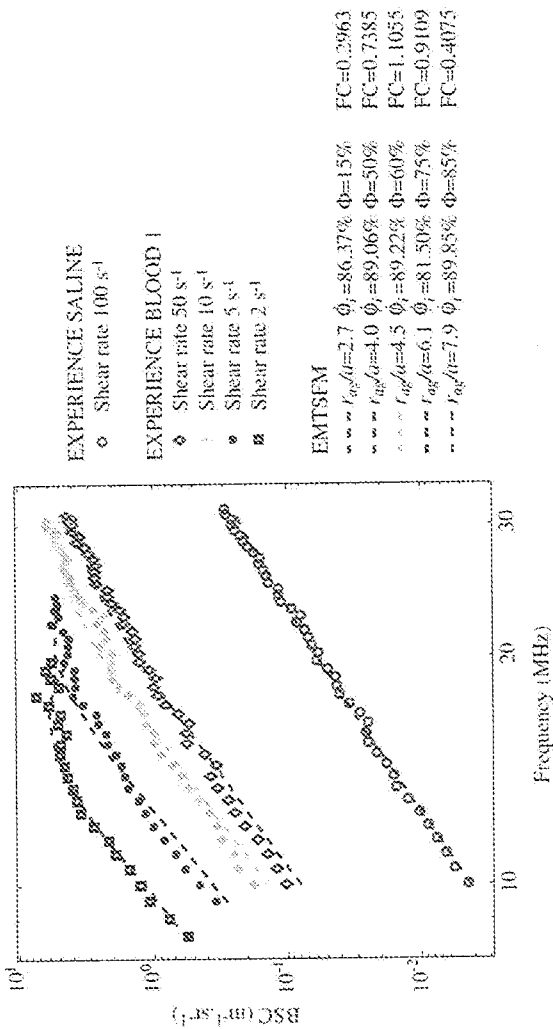 EXPERIENCE SALINE
Shear rate 100 s⁻¹
EXPERIENCE BLOOD 1
Shear rate 50 s⁻¹
Shear rate 10 s⁻¹
Shear rate 5 s⁻¹
Shear rate 2 s⁻¹
EMTSFM
r_ag/a=2.7 ϕ_i=86.37% Φ=15% FC=0.2963
r_ag/a=4.0 ϕ_i=89.06% Φ=50% FC=0.7385
r_ag/a=4.5 ϕ_i=89.22% Φ=60% FC=1.1055
r_ag/a=6.1 ϕ_i=81.50% Φ=75% FC=0.9109
r_ag/a=7.9 ϕ_i=89.85% Φ=85% FC=0.4075
BSC (m⁻¹.sr⁻¹)
10¹
10⁰
10⁻¹
10⁻²
10
20
30
Frequency (MHz)